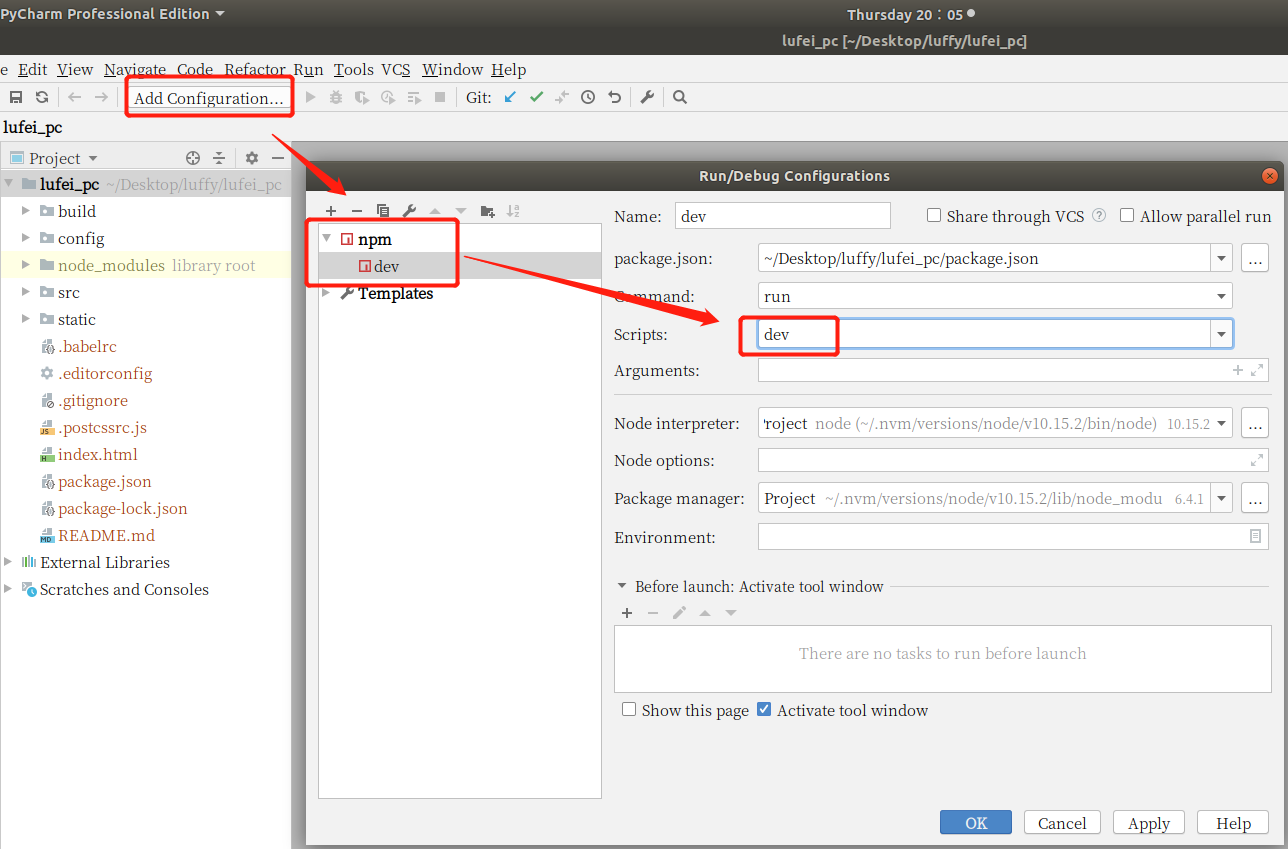 PyCharm Professional Edition
Thursday 20：05
lufei_pc [~/Desktop/luffy/lufei_pc]
e Edit View Navigate Code Refactor Run Tools VCS Window Help
Add Configuration... Git:
lufei_pc
Project
lufei_pc ~/Desktop/luffy/lufei_pc
build
config
node_modules library root
src
static
.babelrc
.editorconfig
.gitignore
.postcssrc.js
index.html
package.json
package-lock.json
README.md
External Libraries
Scratches and Consoles
Run/Debug Configurations
npm
dev
Templates
Name: dev Share through VCS ? Allow parallel run
package.json: ~/Desktop/luffy/lufei_pc/package.json ...
Command: run
Scripts: dev
Arguments:
Node interpreter: Project node (~/.nvm/versions/node/v10.15.2/bin/node) 10.15.2 ...
Node options:
Package manager: Project ~/.nvm/versions/node/v10.15.2/lib/node_modu 6.4.1 ...
Environment:
Before launch: Activate tool window
There are no tasks to run before launch
Show this page Activate tool window
OK Cancel Apply Help